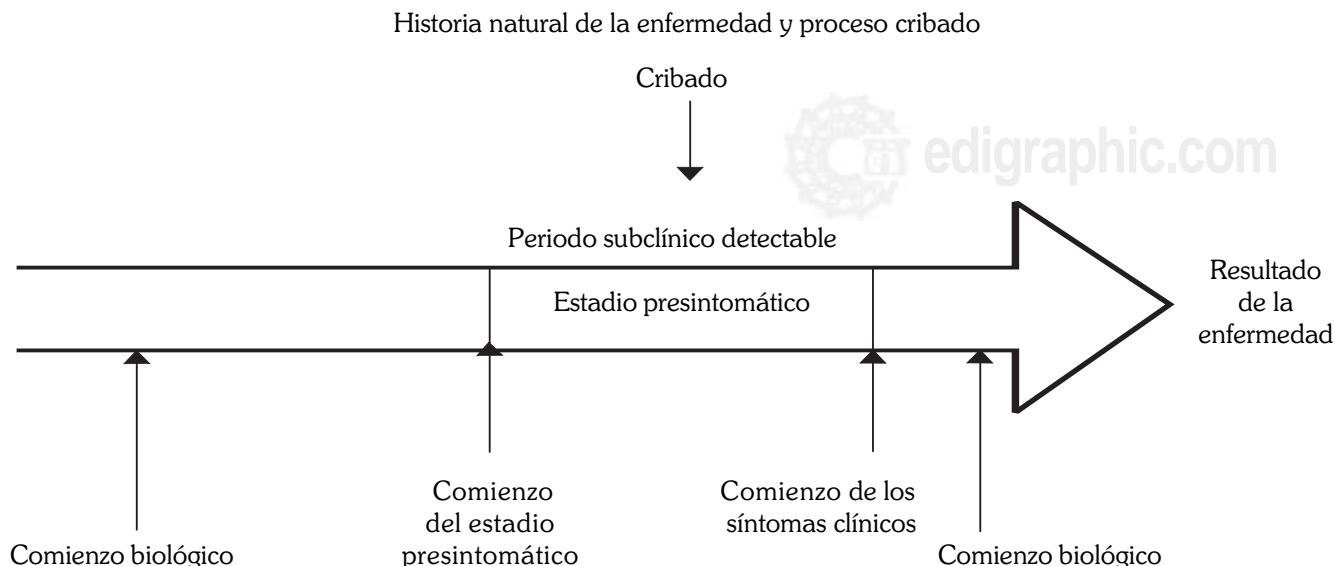 Historia natural de la enfermedad y proceso cribado
Cribado
edigraphic.com
Periodo subclínico detectable
Estadio presintomático
Resultado
de la
enfermedad
Comienzo
del estadio
presintomático
Comienzo de los
síntomas clínicos
Comienzo biológico
Comienzo biológico